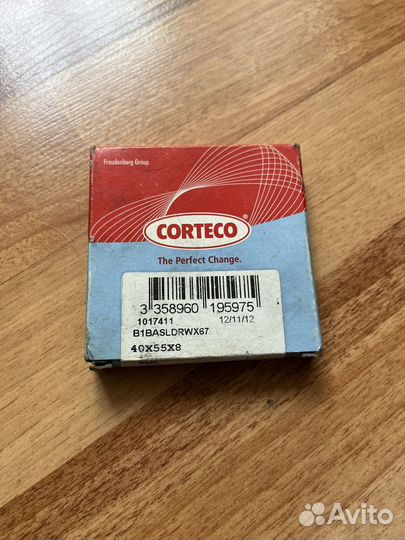 Freudenberg Group
CORTECO®
The Perfect Change.
3 358960 195975
1017411 12/11/12
B1BASLDRWX67
40X55X8
Avito